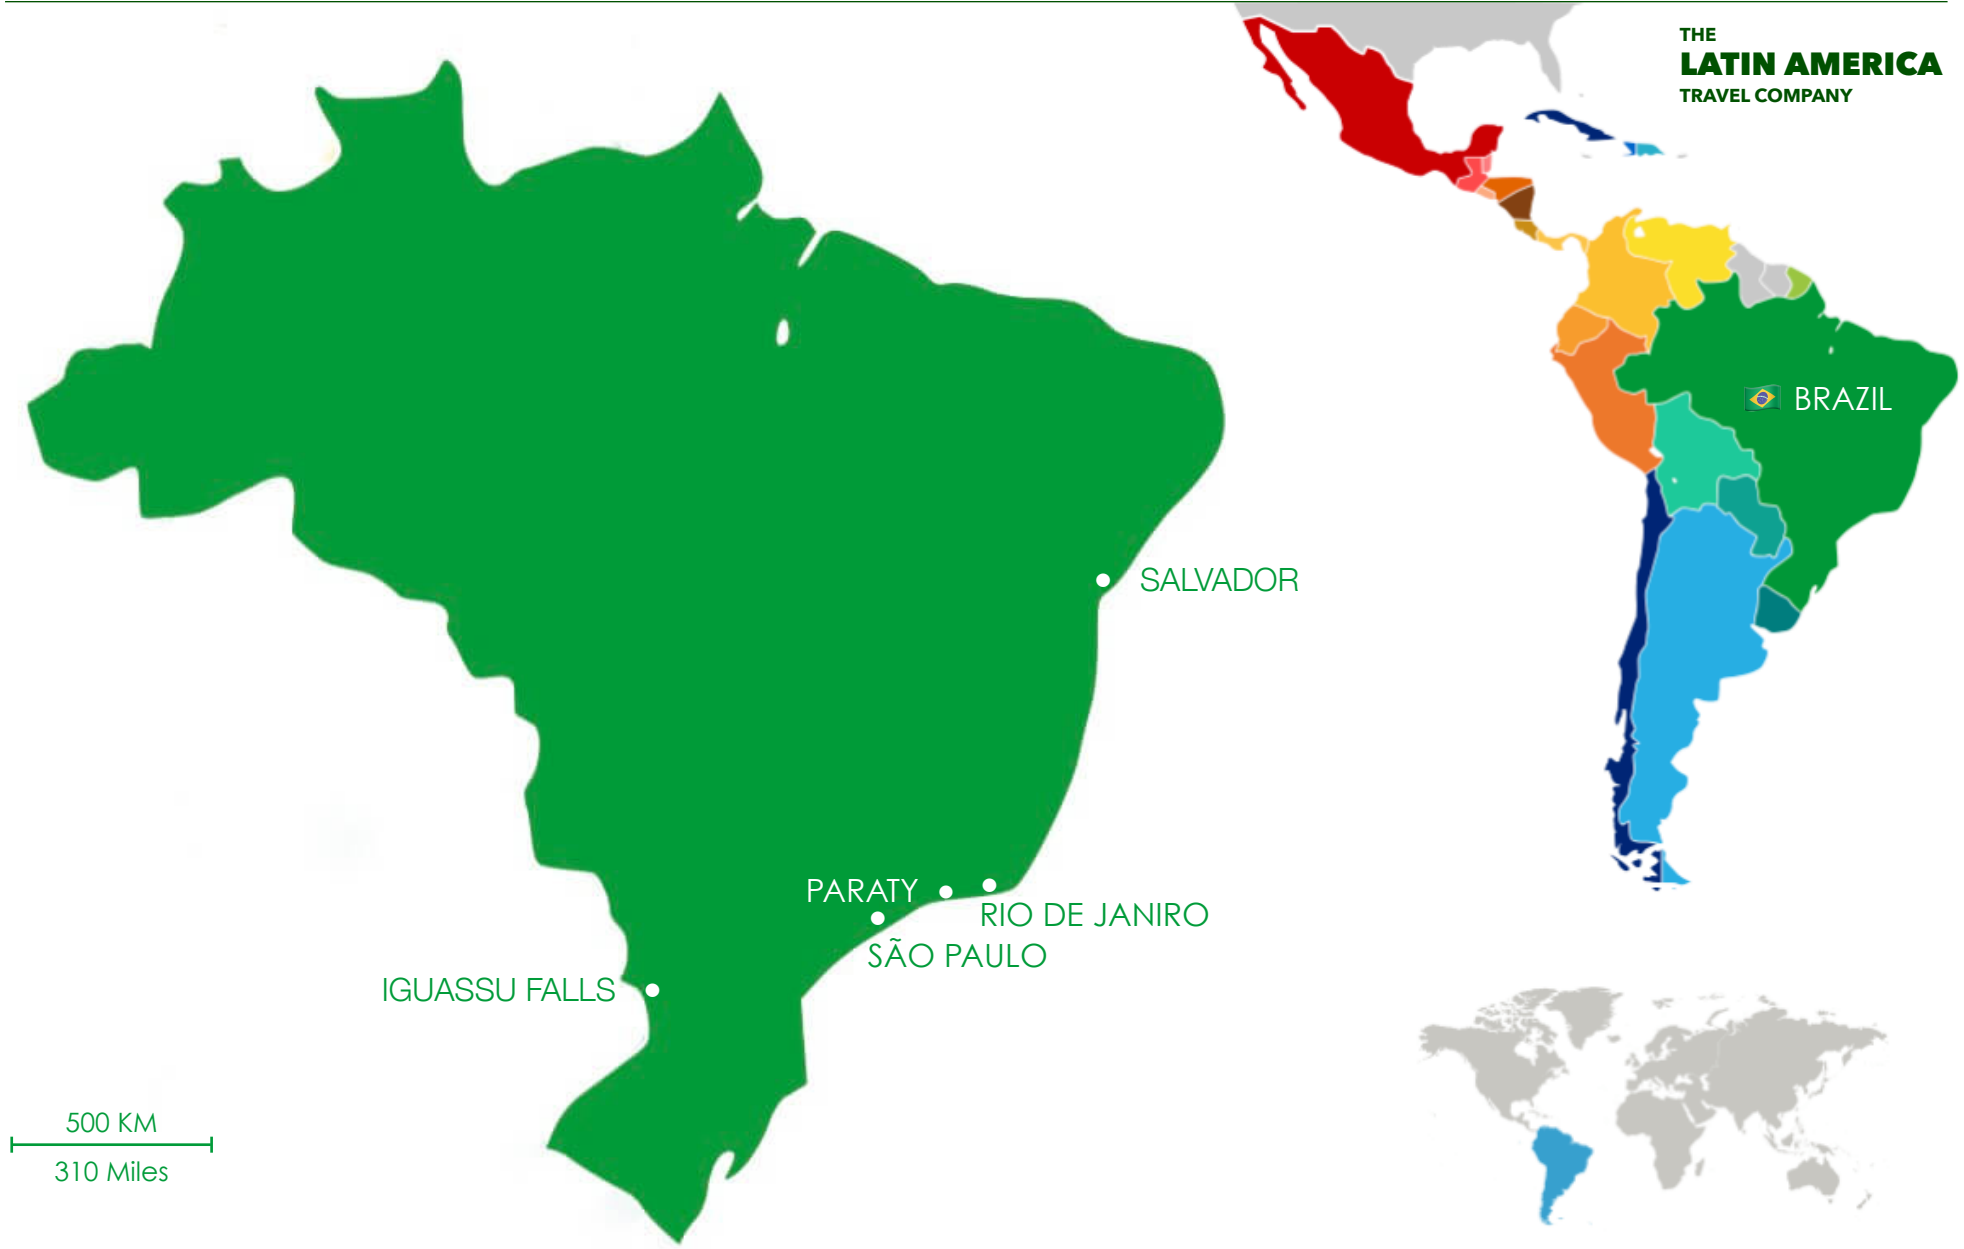 THE
LATIN AMERICA
TRAVEL COMPANY
BRAZIL
SALVADOR
PARATY
RIO DE JANIRO
SÃO PAULO
IGUASSU FALLS
500 KM
310 Miles